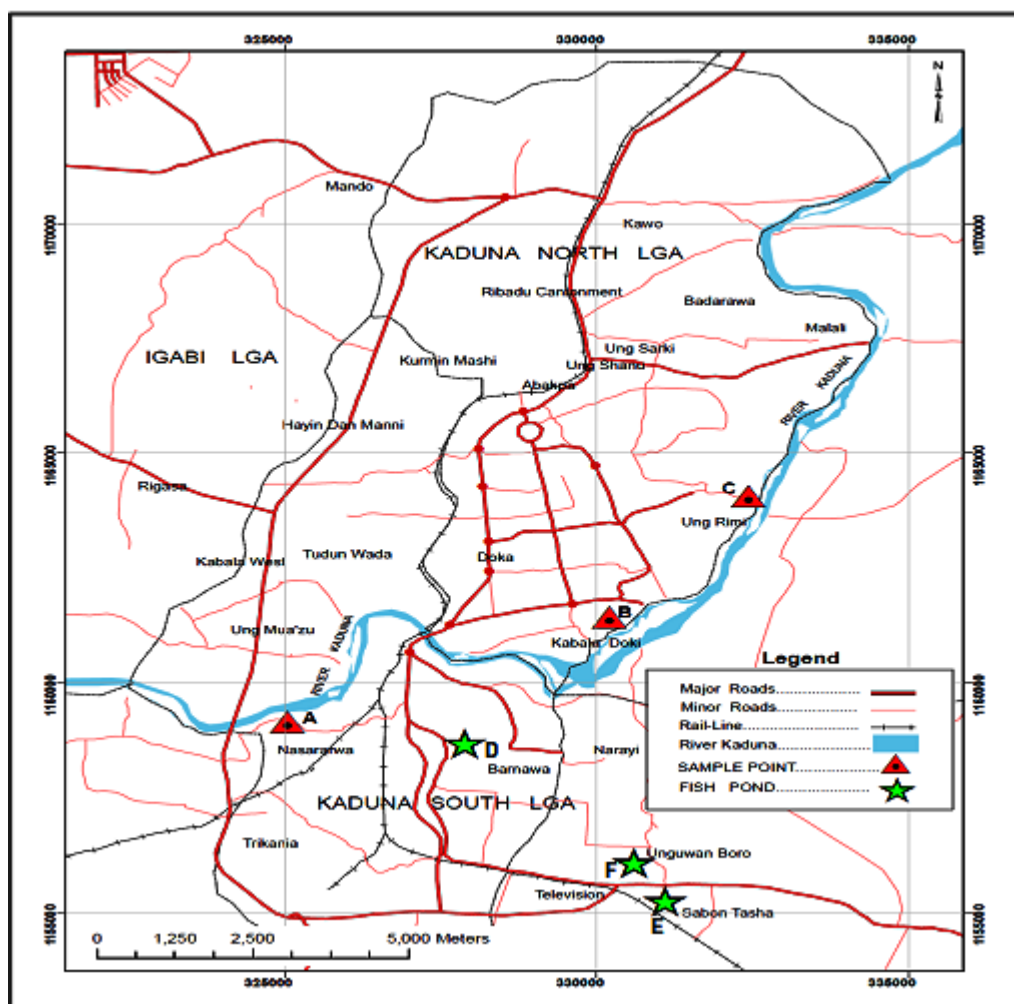 325000 330000 335000
N
Mando
Kawo
1170000 1170000
KADUNA NORTH LGA
Ribadu Cantonment
Badarawa
Malali
Ung Sarki
IGABI LGA
Kurmin Mashi
Ung Shanu
Abakpa
RIVER KADUNA
Hayin Dan Manni
1165000 1165000
Rigasa
C
Ung Rimi
Tudun Wada
Doka
Kabala West
B
Ung Mua'zu
RIVER KADUNA
Kabala Doki
Legend
1160000 1160000
Major Roads
Minor Roads
Rail-Line
River Kaduna
SAMPLE POINT
FISH POND
A
Nasarawa
D
Narayi
Barnawa
KADUNA SOUTH LGA
Trikania
F
Unguwan Boro
Television
Sabon Tasha
E
1155000 1155000
0 1,250 2,500 5,000 Meters
325000 330000 335000